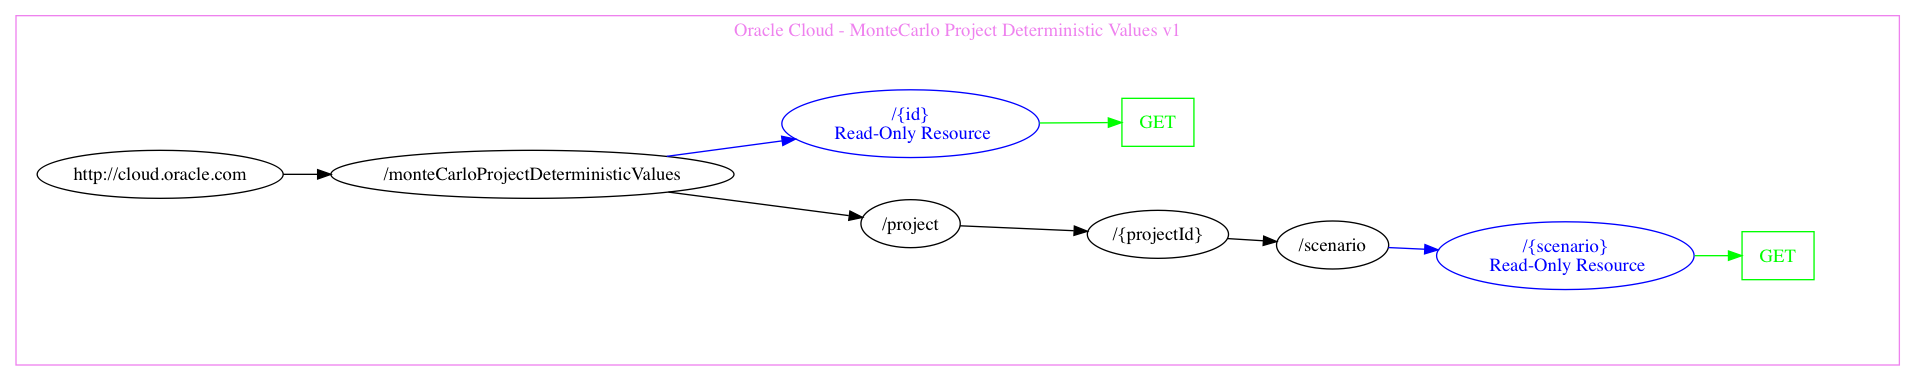 Oracle Cloud - MonteCarlo Project Deterministic Values v1
http://cloud.oracle.com
/monteCarloProjectDeterministicValues
/{id}
Read-Only Resource
GET
/project
/{projectId}
/scenario
/{scenario}
Read-Only Resource
GET